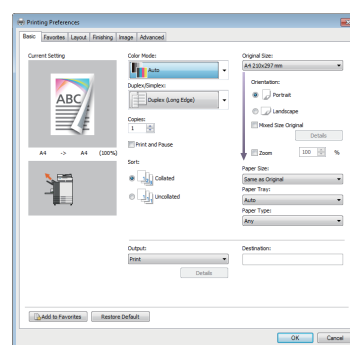 Printing Preferences
Basic Favorites Layout Finishing Image Advanced
Current Setting
ABC
A4 -> A4 (100%)
Color Mode:
Auto
Duplex/Simplex:
Duplex (Long Edge)
Copies:
1
Print and Pause
Sort:
Collated
Uncollated
Output:
Print
Details
Original Size:
A4 210x297 mm
Orientation:
Portrait
Landscape
Mixed Size Original
Details
Zoom 100 %
Paper Size:
Same as Original
Paper Tray:
Auto
Paper Type:
Any
Destination:
Add to Favorites Restore Default
OK Cancel